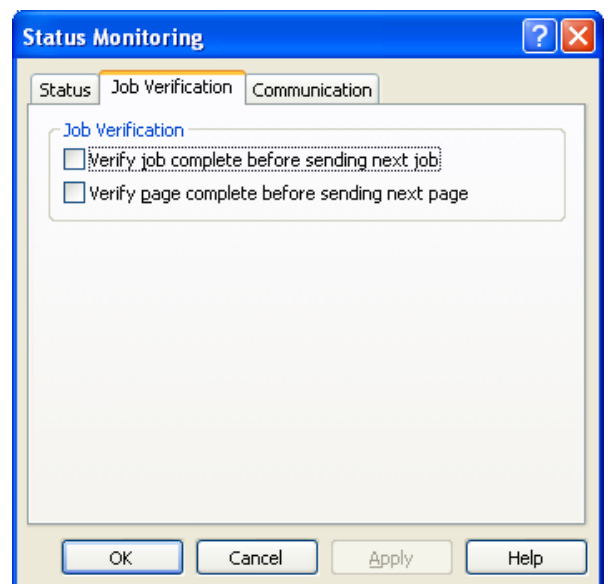 Status Monitoring
Status Job Verification Communication
Job Verification
Verify job complete before sending next job
Verify page complete before sending next page
OK Cancel Apply Help